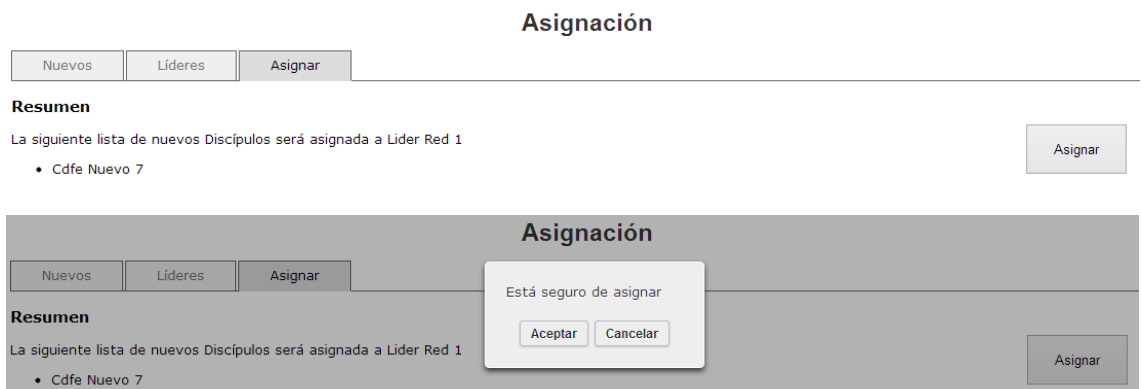 Asignación
Nuevos Líderes Asignar
Resumen
La siguiente lista de nuevos Discípulos será asignada a Lider Red 1
Asignar
• Cdfe Nuevo 7
Asignación
Nuevos Líderes Asignar
Está seguro de asignar
Aceptar Cancelar
Resumen
La siguiente lista de nuevos Discípulos será asignada a Lider Red 1
Asignar
• Cdfe Nuevo 7